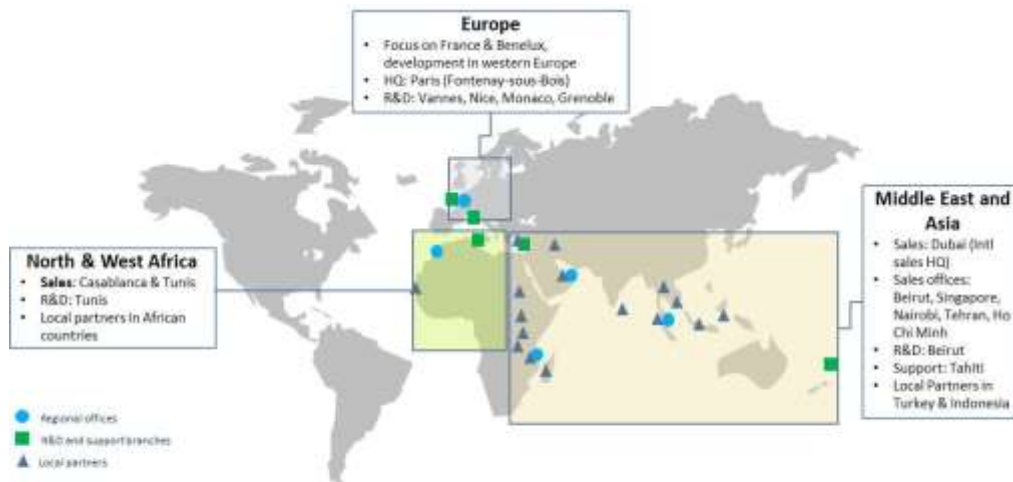 Europe
• Focus on France & Benelux,
development in western Europe
• HQ: Paris (Fontenay-sous-Bois)
• R&D: Vannes, Nice, Monaco, Grenoble
North & West Africa
• Sales: Casablanca & Tunis
• R&D: Tunis
• Local partners in African
countries
Middle East and
Asia
• Sales: Dubai (Intl
sales HQ)
• Sales offices:
Beirut, Singapore,
Nairobi, Tehran, Ho
Chi Minh
• R&D: Beirut
• Support: Tahiti
• Local Partners in
Turkey & Indonesia
Regional offices
R&D and support branches
Local partners